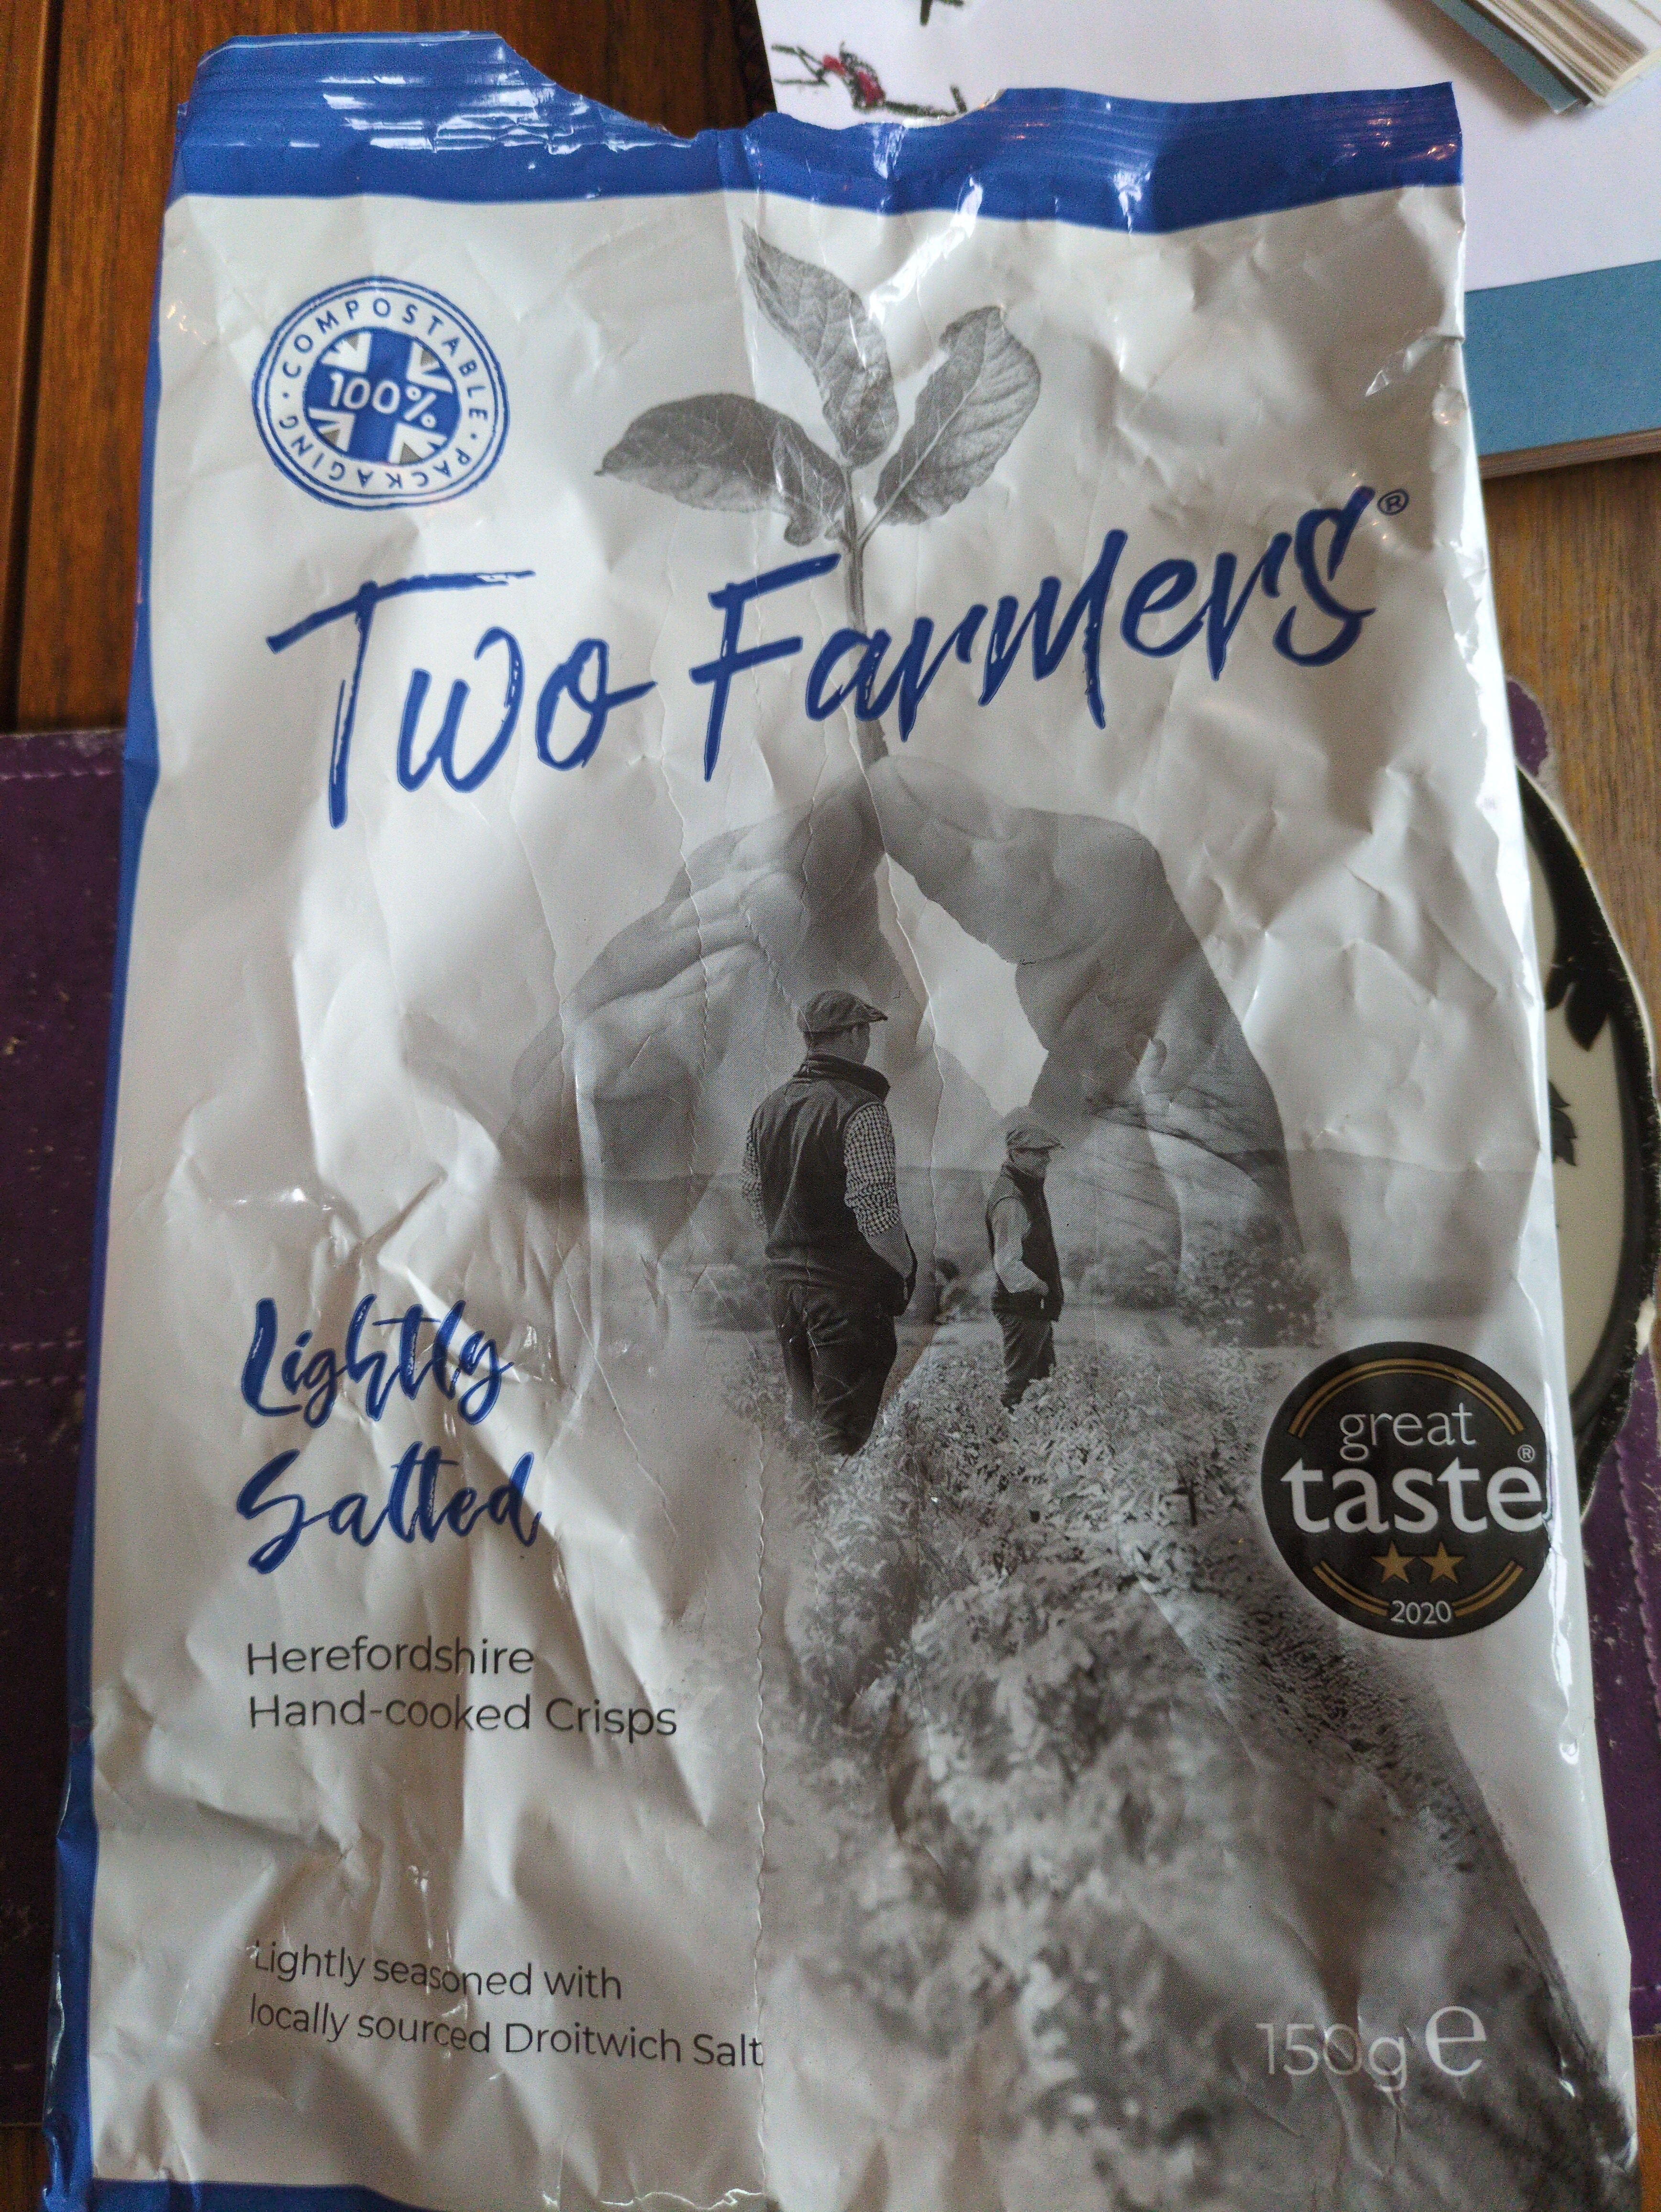 COMPOSTABLE · PACKAGING ·
100%
Two Farmers®
Lightly
Salted
great
taste®
2020
Herefordshire
Hand-cooked Crisps
Lightly seasoned with
locally sourced Droitwich Salt
150g e